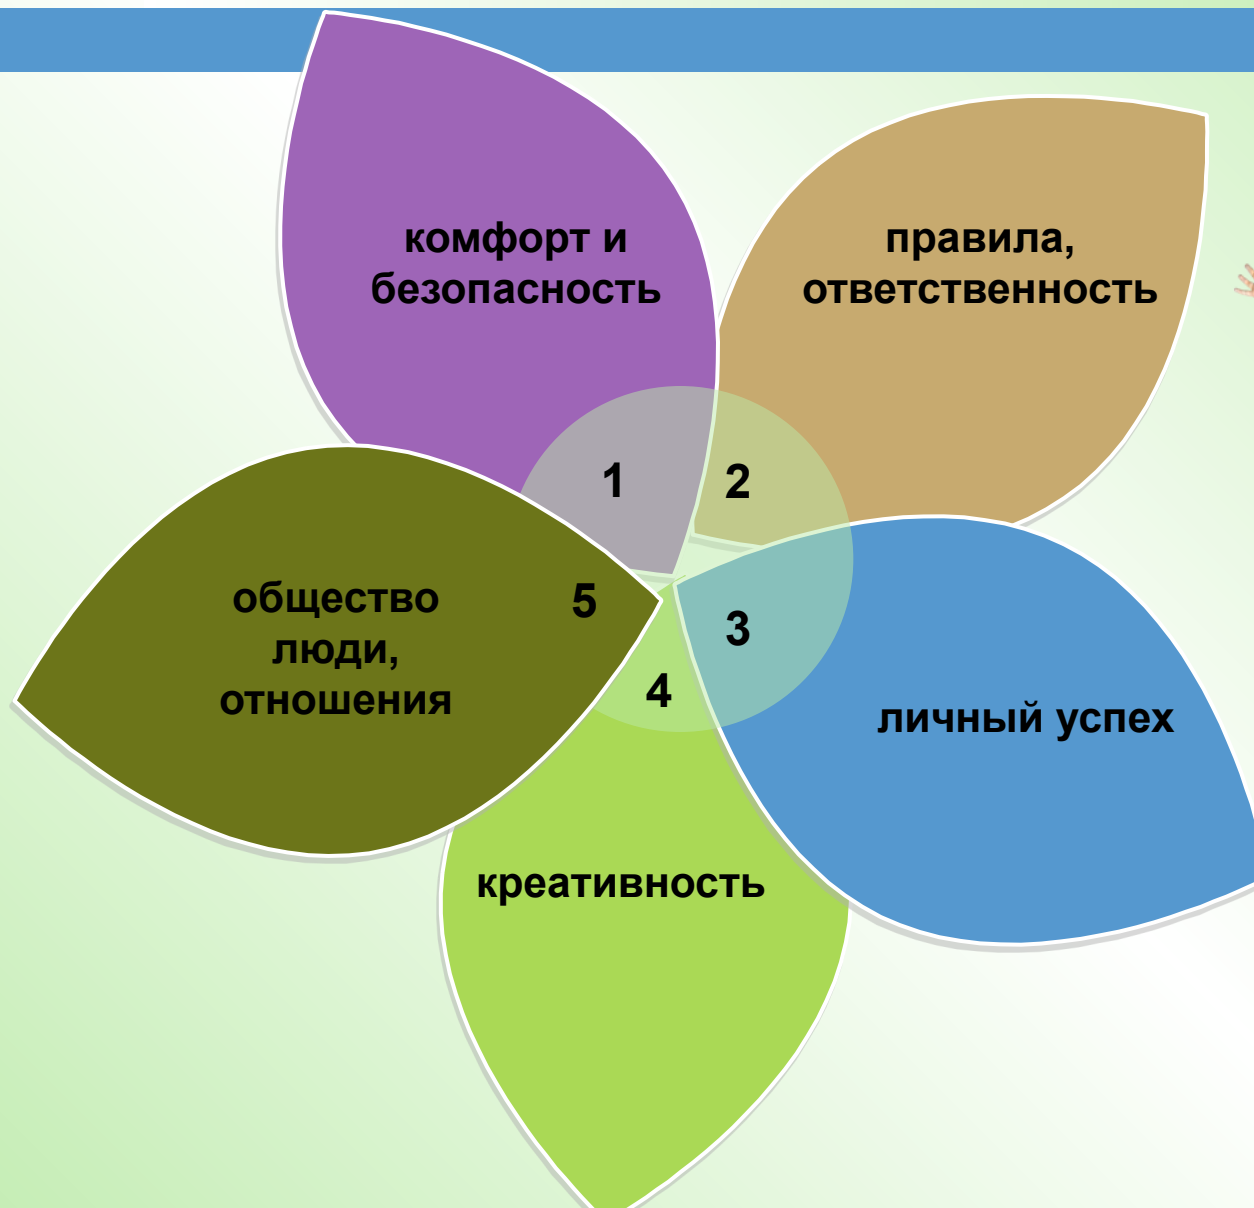 комфорт и
безопасность
правила,
ответственность
1
2
общество
люди,
отношения
5
3
4
личный успех
креативность